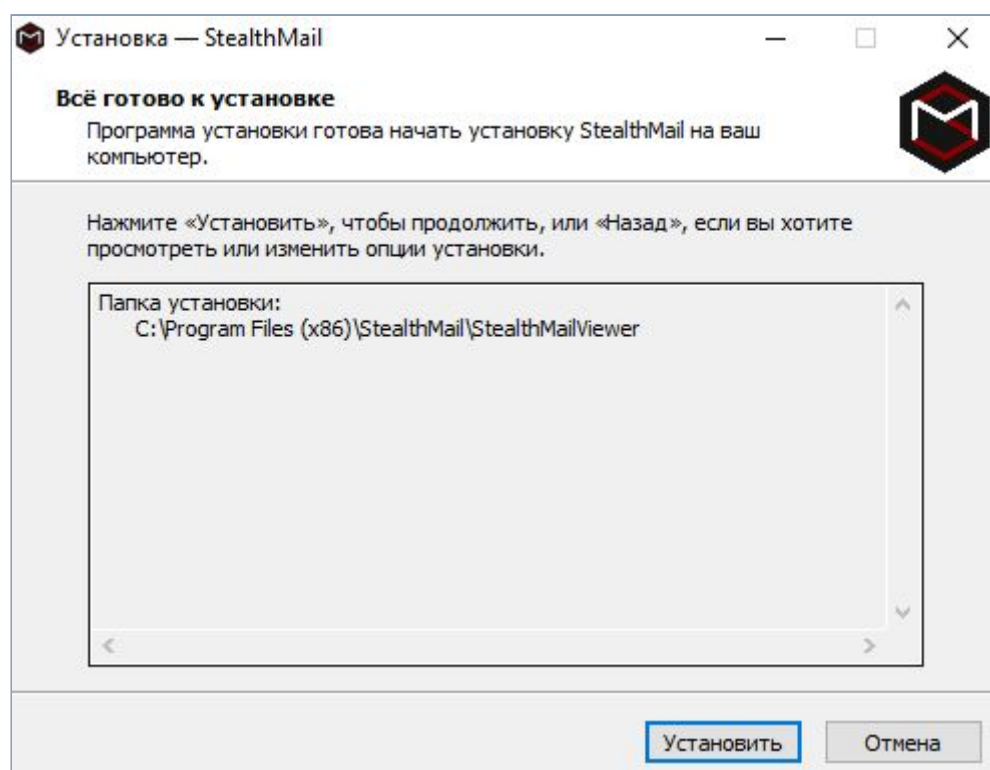 Установка — StealthMail
Всё готово к установке
Программа установки готова начать установку StealthMail на ваш
компьютер.
Нажмите «Установить», чтобы продолжить, или «Назад», если вы хотите
просмотреть или изменить опции установки.
Папка установки:
C:\Program Files (x86)\StealthMail\StealthMailViewer
Установить
Отмена